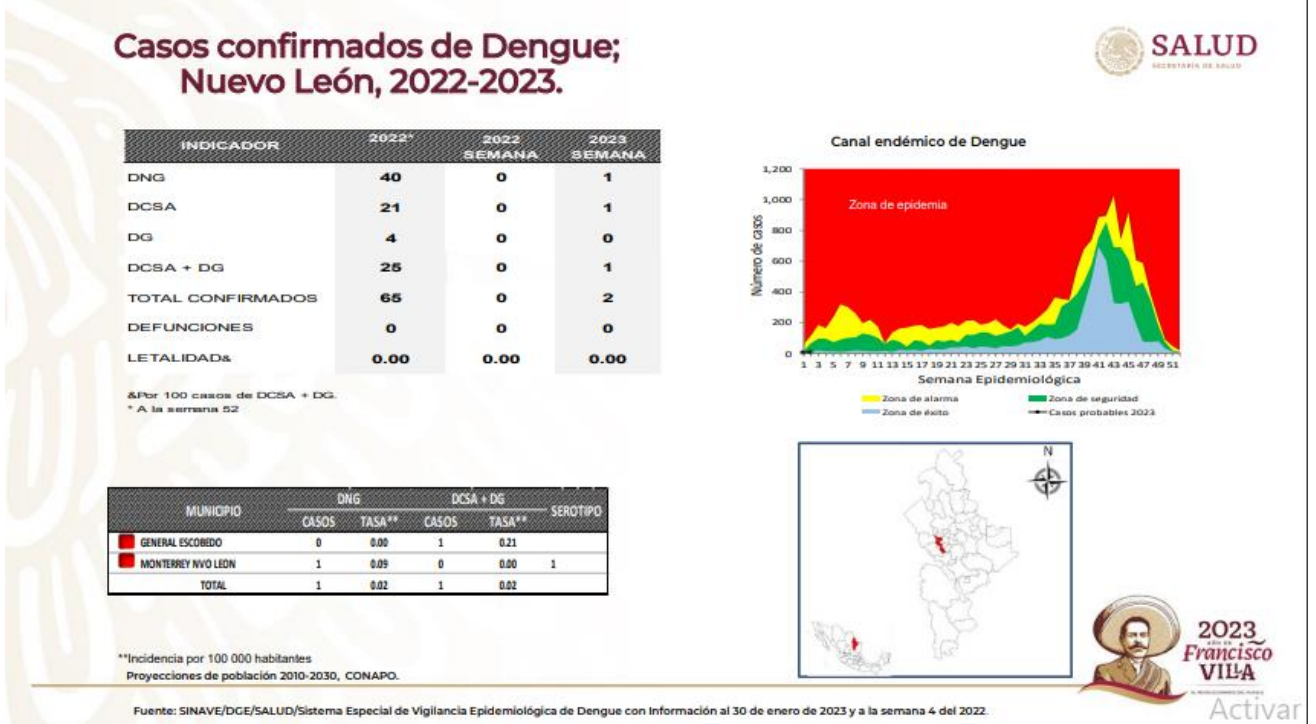 Casos confirmados de Dengue;
Nuevo León, 2022-2023.
SALUD
SECRETARÍA DE SALUD
INDICADOR 2022* 2022 SEMANA 2023 SEMANA
DNG 40 0 1
DCSA 21 0 1
DG 4 0 0
DCSA + DG 25 0 1
TOTAL CONFIRMADOS 65 0 2
DEFUNCIONES 0 0 0
LETALIDAD& 0.00 0.00 0.00
&Por 100 casos de DCSA + DG.
* A la semana 52
Canal endémico de Dengue
Número de casos
1,200
1,000
800
600
400
200
0
Zona de epidemia
1 3 5 7 9 11 13 15 17 19 21 23 25 27 29 31 33 35 37 39 41 43 45 47 49 51
Semana Epidemiológica
Zona de alarma Zona de seguridad
Zona de éxito Casos probables 2023
MUNICIPIO DNG DCSA + DG SEROTIPO
CASOS TASA** CASOS TASA**
GENERAL ESCOBEDO 0 0.00 1 0.21
MONTERREY NVO LEON 1 0.09 0 0.00 1
TOTAL 1 0.02 1 0.02
N
**Incidencia por 100 000 habitantes
Proyecciones de población 2010-2030, CONAPO.
2023
AÑO DE
Francisco
VILLA
Fuente: SINAVE/DGE/SALUD/Sistema Especial de Vigilancia Epidemiológica de Dengue con Información al 30 de enero de 2023 y a la semana 4 del 2022.
Activar